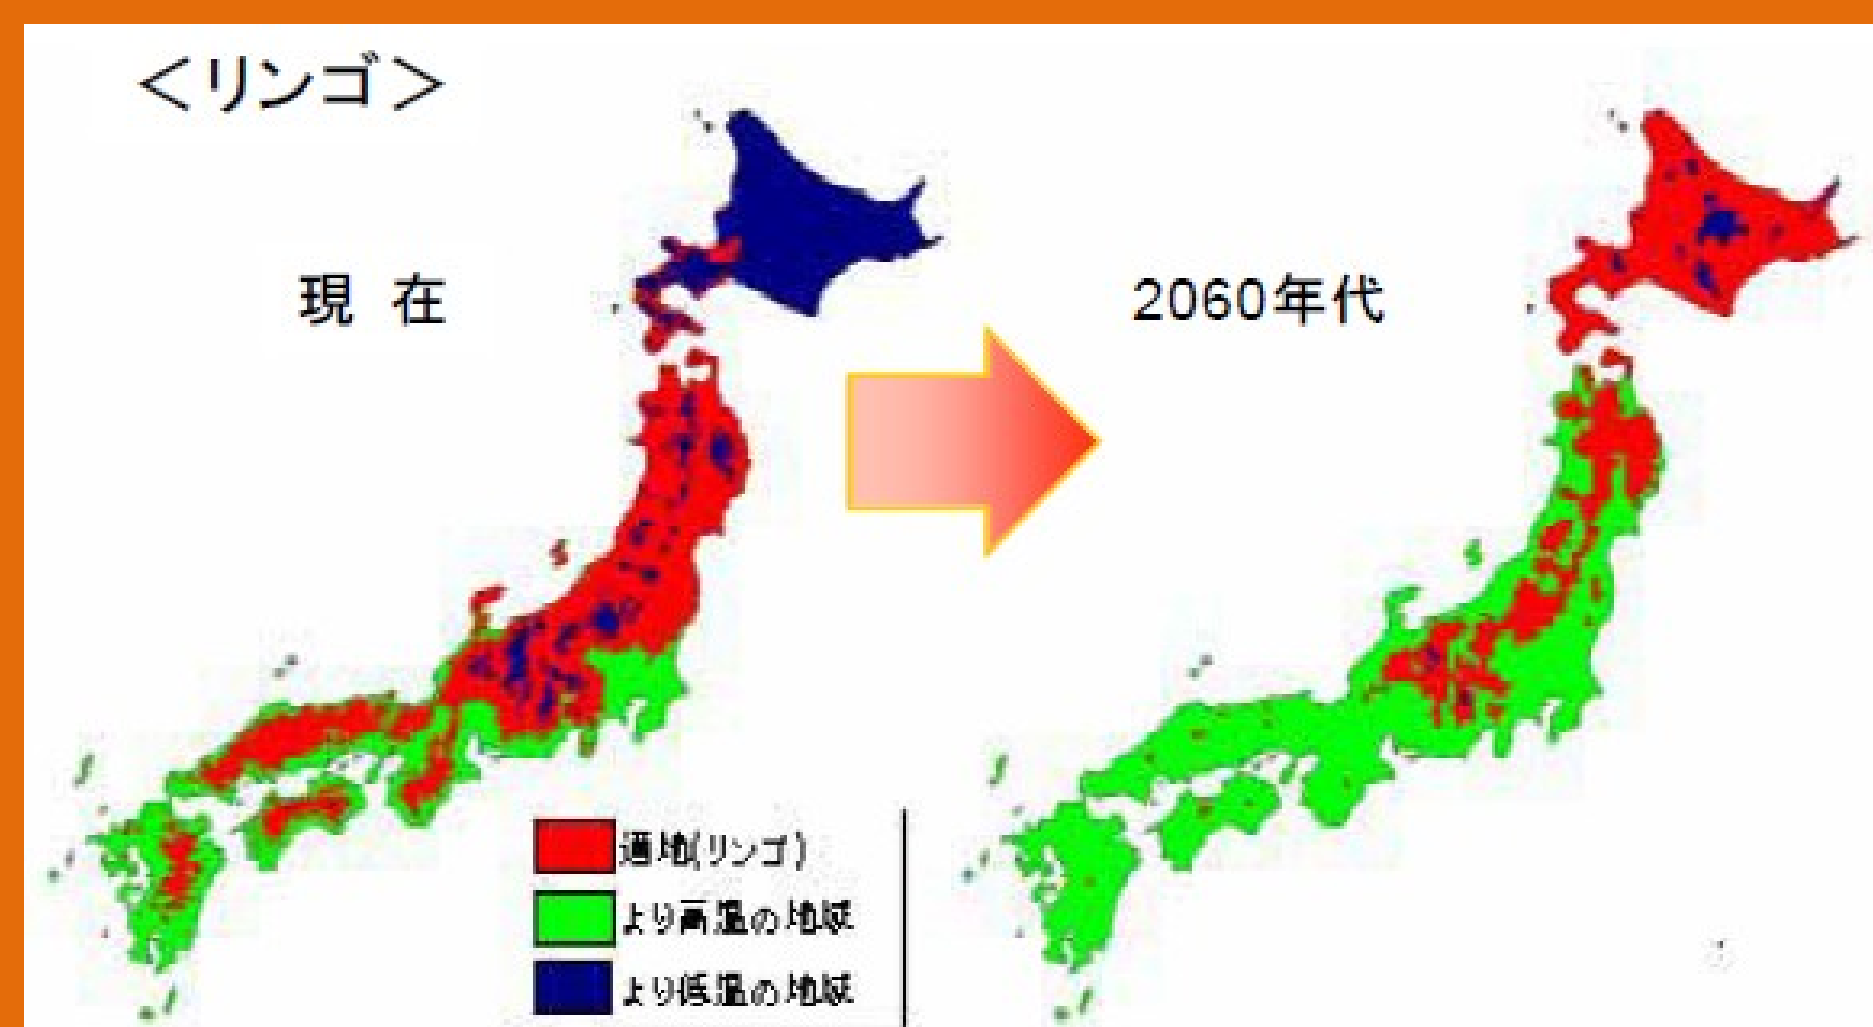 ＜リンゴ＞
現 在
2060年代
適地(リンゴ)
より高温の地域
より低温の地域